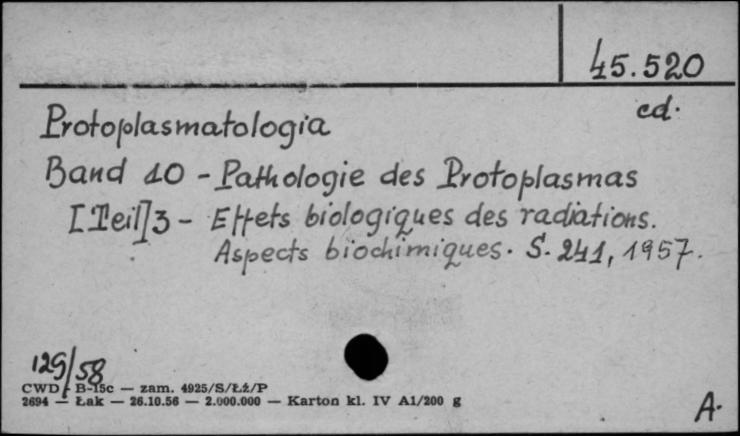 45.520
cd.
Protoplasmatologia
Band 10 - Pathologie des Protoplasmas
[Teil] 3 - Effets biologiques des radiations.
Aspects biochimiques. S. 241, 1957.
129/58
CWD - B-15c — zam. 4925/S/Łż/P
2694 — Łak — 26.10.56 — 2.000.000 — Karton kl. IV A1/200 g
A.